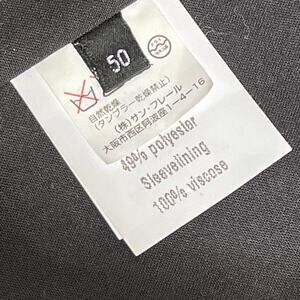 50
自然乾燥
(タンブラー乾燥禁止)
(株)サン・フレール
大阪市西区阿波座1-4-16
49% polyester
Sleevelining
100% viscose